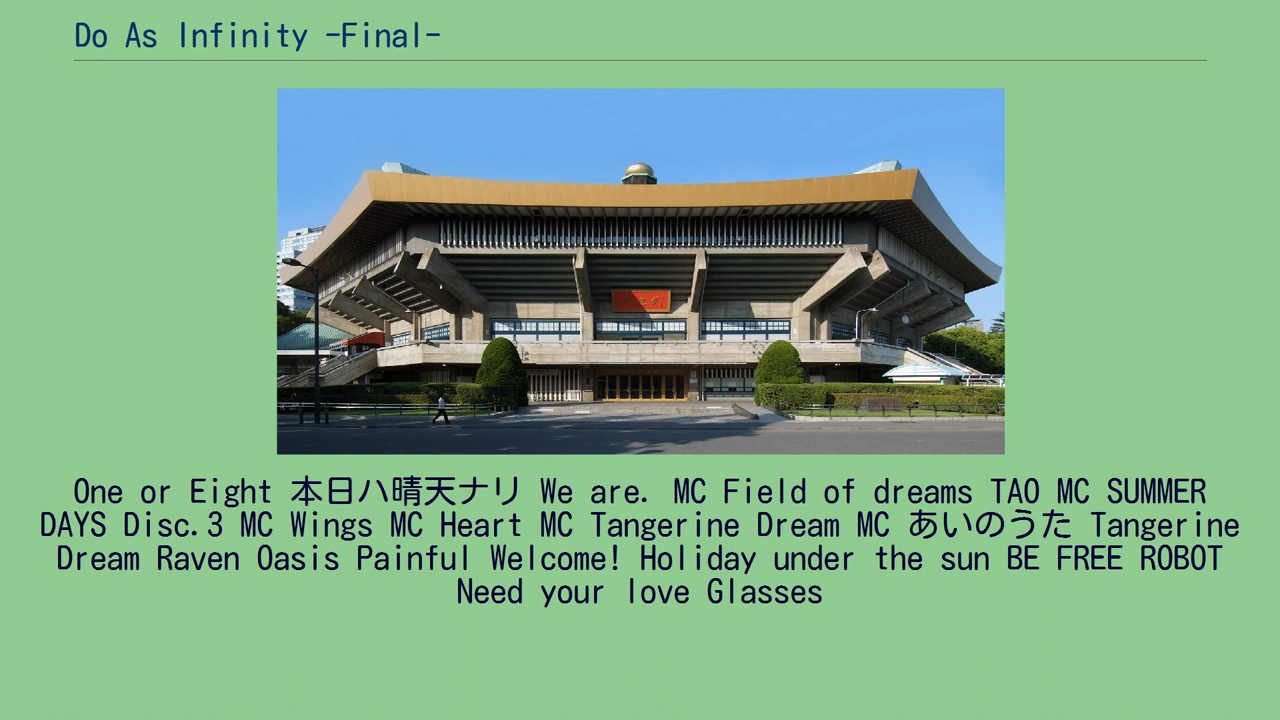 Do As Infinity -Final-
One or Eight 本日ハ晴天ナリ We are. MC Field of dreams TAO MC SUMMER
DAYS Disc.3 MC Wings MC Heart MC Tangerine Dream MC あいのうた Tangerine
Dream Raven Oasis Painful Welcome! Holiday under the sun BE FREE ROBOT
Need your love Glasses